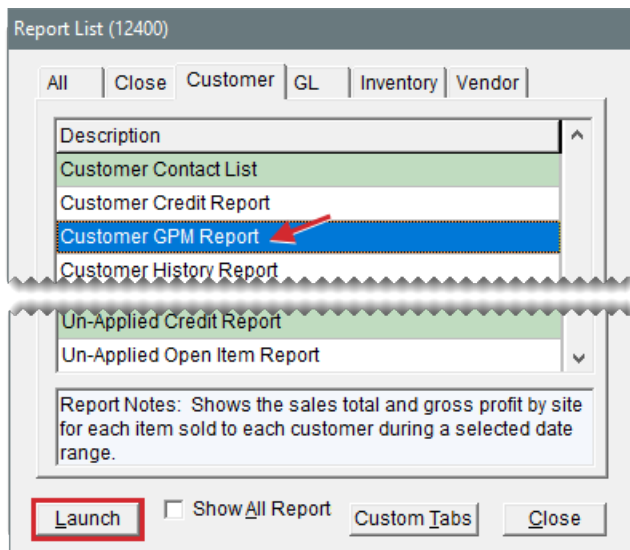 Report List (12400)
All Close Customer GL Inventory Vendor
Description
Customer Contact List
Customer Credit Report
Customer GPM Report
Customer History Report
Un-Applied Credit Report
Un-Applied Open Item Report
Report Notes: Shows the sales total and gross profit by site
for each item sold to each customer during a selected date
range.
Launch Show All Report Custom Tabs Close